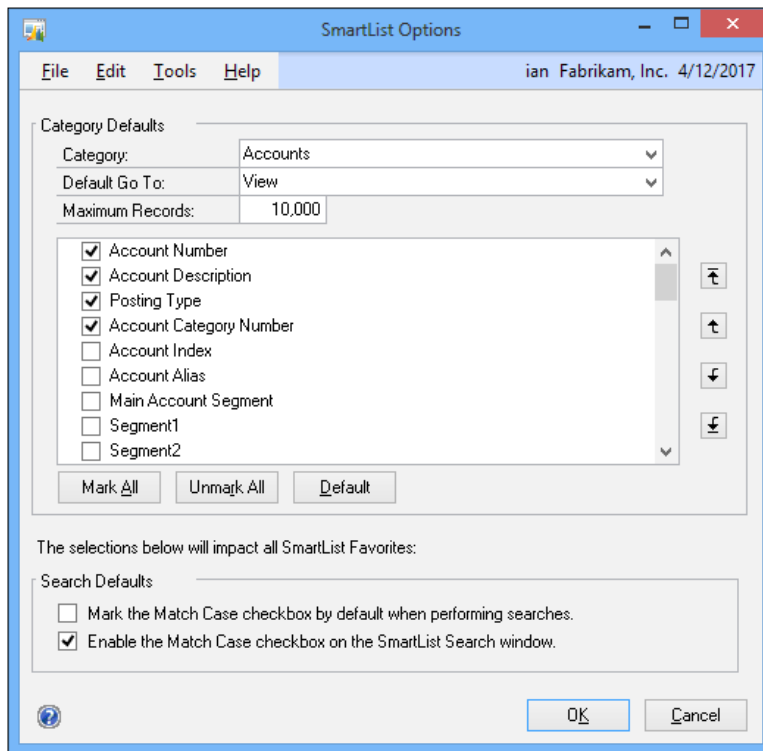 SmartList Options
File Edit Tools Help ian Fabrikam, Inc. 4/12/2017
Category Defaults
Category: Accounts
Default Go To: View
Maximum Records: 10,000
Account Number
Account Description
Posting Type
Account Category Number
Account Index
Account Alias
Main Account Segment
Segment1
Segment2
Mark All Unmark All Default
The selections below will impact all SmartList Favorites:
Search Defaults
Mark the Match Case checkbox by default when performing searches.
Enable the Match Case checkbox on the SmartList Search window.
OK Cancel